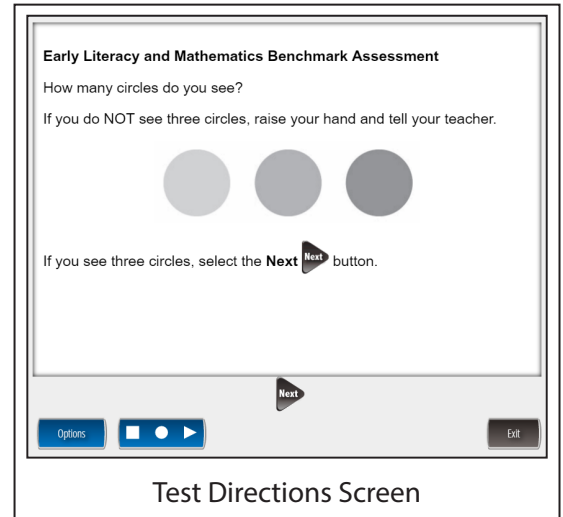 Early Literacy and Mathematics Benchmark Assessment
How many circles do you see?
If you do NOT see three circles, raise your hand and tell your teacher.
If you see three circles, select the Next Next button.
Next
Options
Exit
Test Directions Screen